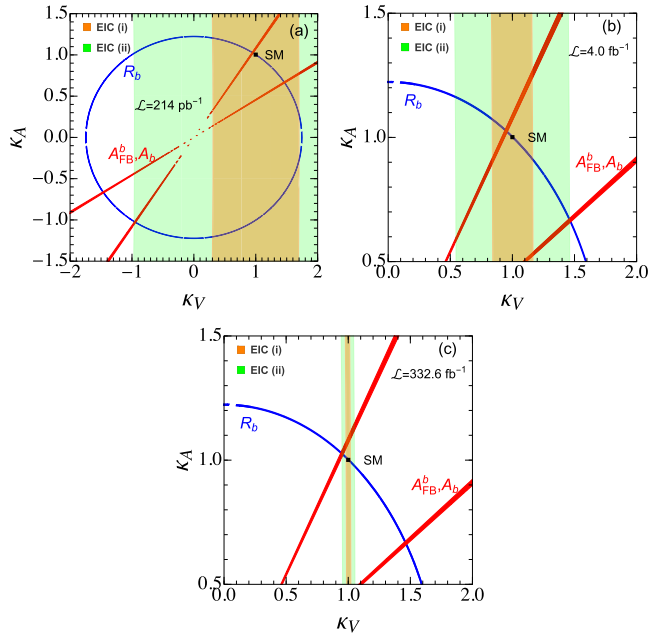 (a)
EIC (i)
EIC (ii)
SM
R_b
ℒ=214 pb⁻¹
A_FB^b, A_b
κ_A
1.5
1.0
0.5
0.0
−0.5
−1.0
−1.5
−2 −1 0 1 2
κ_V
(b)
EIC (i)
EIC (ii)
ℒ=4.0 fb⁻¹
R_b
SM
A_FB^b, A_b
κ_A
1.5
1.0
0.5
0.0 0.5 1.0 1.5 2.0
κ_V
(c)
EIC (i)
EIC (ii)
ℒ=332.6 fb⁻¹
R_b
SM
A_FB^b, A_b
κ_A
1.5
1.0
0.5
0.0 0.5 1.0 1.5 2.0
κ_V